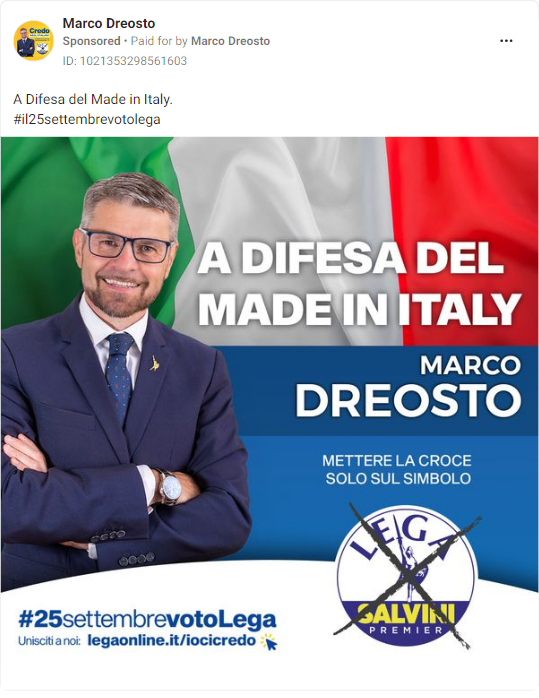 Marco Dreosto
Sponsored • Paid for by Marco Dreosto
ID: 1021353298561603
A Difesa del Made in Italy.
#il25settembrevotolega
Credo
A DIFESA DEL
MADE IN ITALY
MARCO
DREOSTO
METTERE LA CROCE
SOLO SUL SIMBOLO
LEGA
SALVINI
PREMIER
#25settembrevotoLega
Unisciti a noi: legaonline.it/iocicredo